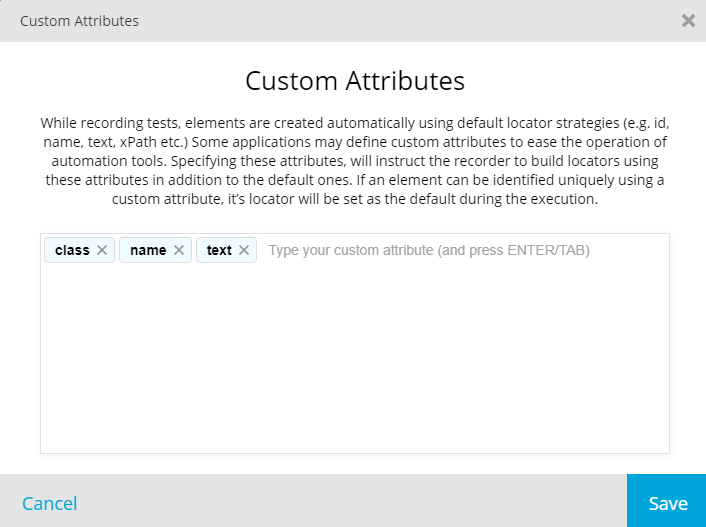 Custom Attributes
Custom Attributes
While recording tests, elements are created automatically using default locator strategies (e.g. id,
name, text, xPath etc.) Some applications may define custom attributes to ease the operation of
automation tools. Specifying these attributes, will instruct the recorder to build locators using
these attributes in addition to the default ones. If an element can be identified uniquely using a
custom attribute, it’s locator will be set as the default during the execution.
class name text Type your custom attribute (and press ENTER/TAB)
Cancel Save